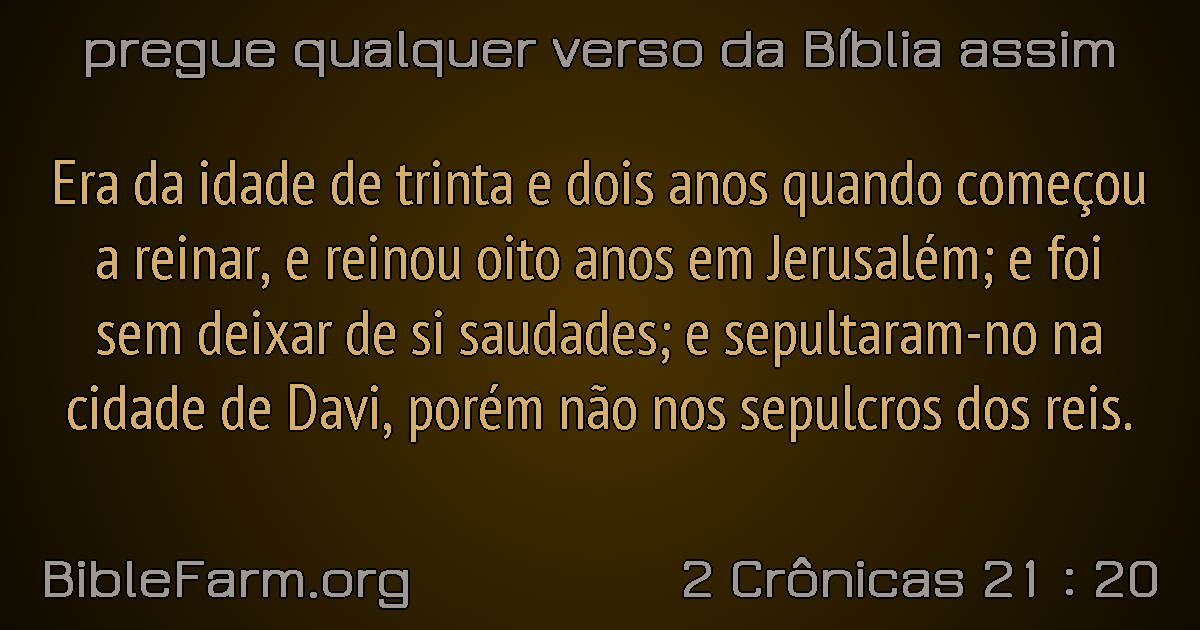 pregue qualquer verso da Bíblia assim
Era da idade de trinta e dois anos quando começou
a reinar, e reinou oito anos em Jerusalém; e foi
sem deixar de si saudades; e sepultaram-no na
cidade de Davi, porém não nos sepulcros dos reis.
BibleFarm.org
2 Crônicas 21 : 20